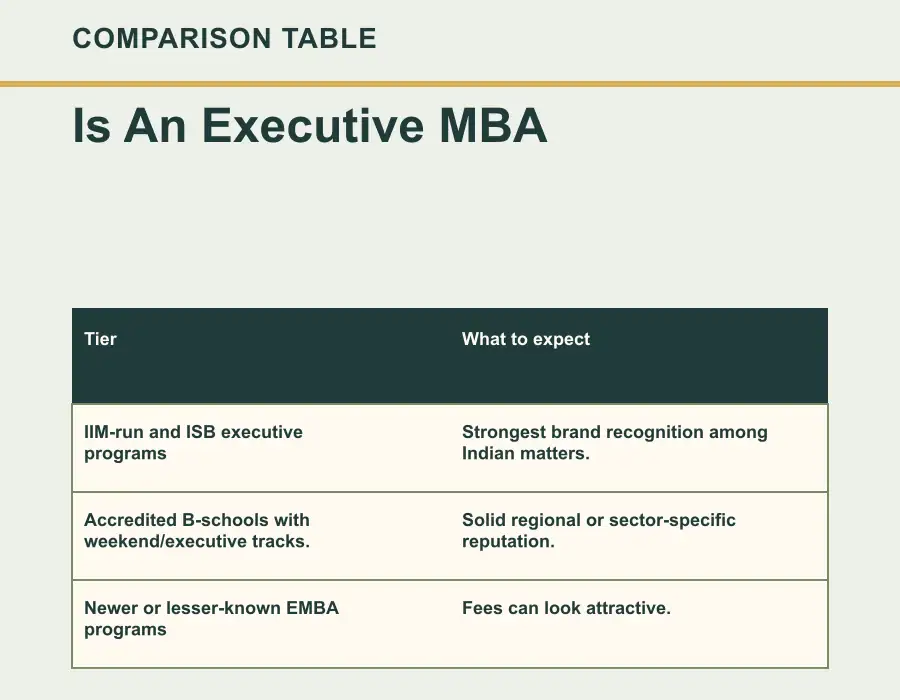 COMPARISON TABLE
Is An Executive MBA
Tier
What to expect
IIM-run and ISB executive
programs
Strongest brand recognition among
Indian matters.
Accredited B-schools with
weekend/executive tracks.
Solid regional or sector-specific
reputation.
Newer or lesser-known EMBA
programs
Fees can look attractive.